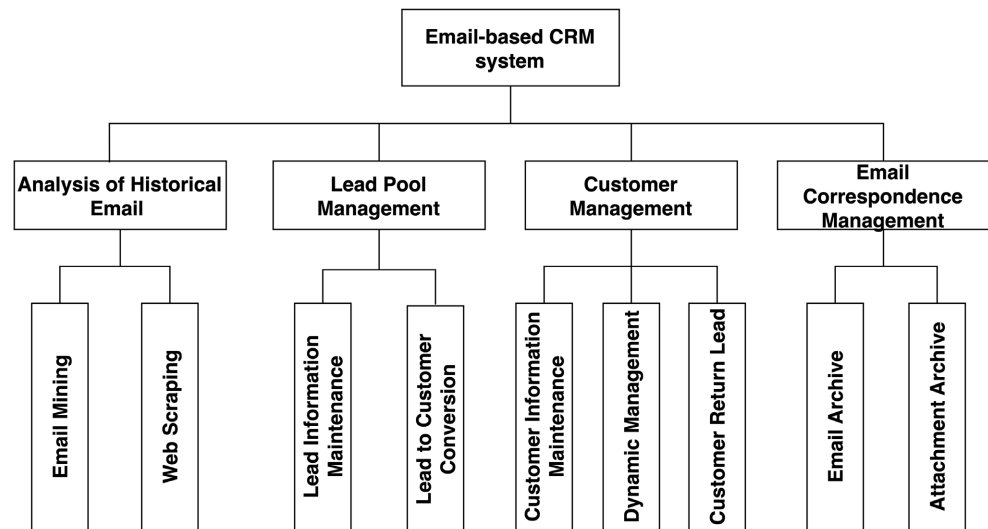 Email-based CRM
system
Analysis of Historical
Email
Lead Pool
Management
Customer
Management
Email
Correspondence
Management
Email Mining
Web Scraping
Lead Information
Maintenance
Lead to Customer
Conversion
Customer Information
Maintenance
Dynamic Management
Customer Return Lead
Email Archive
Attachment Archive